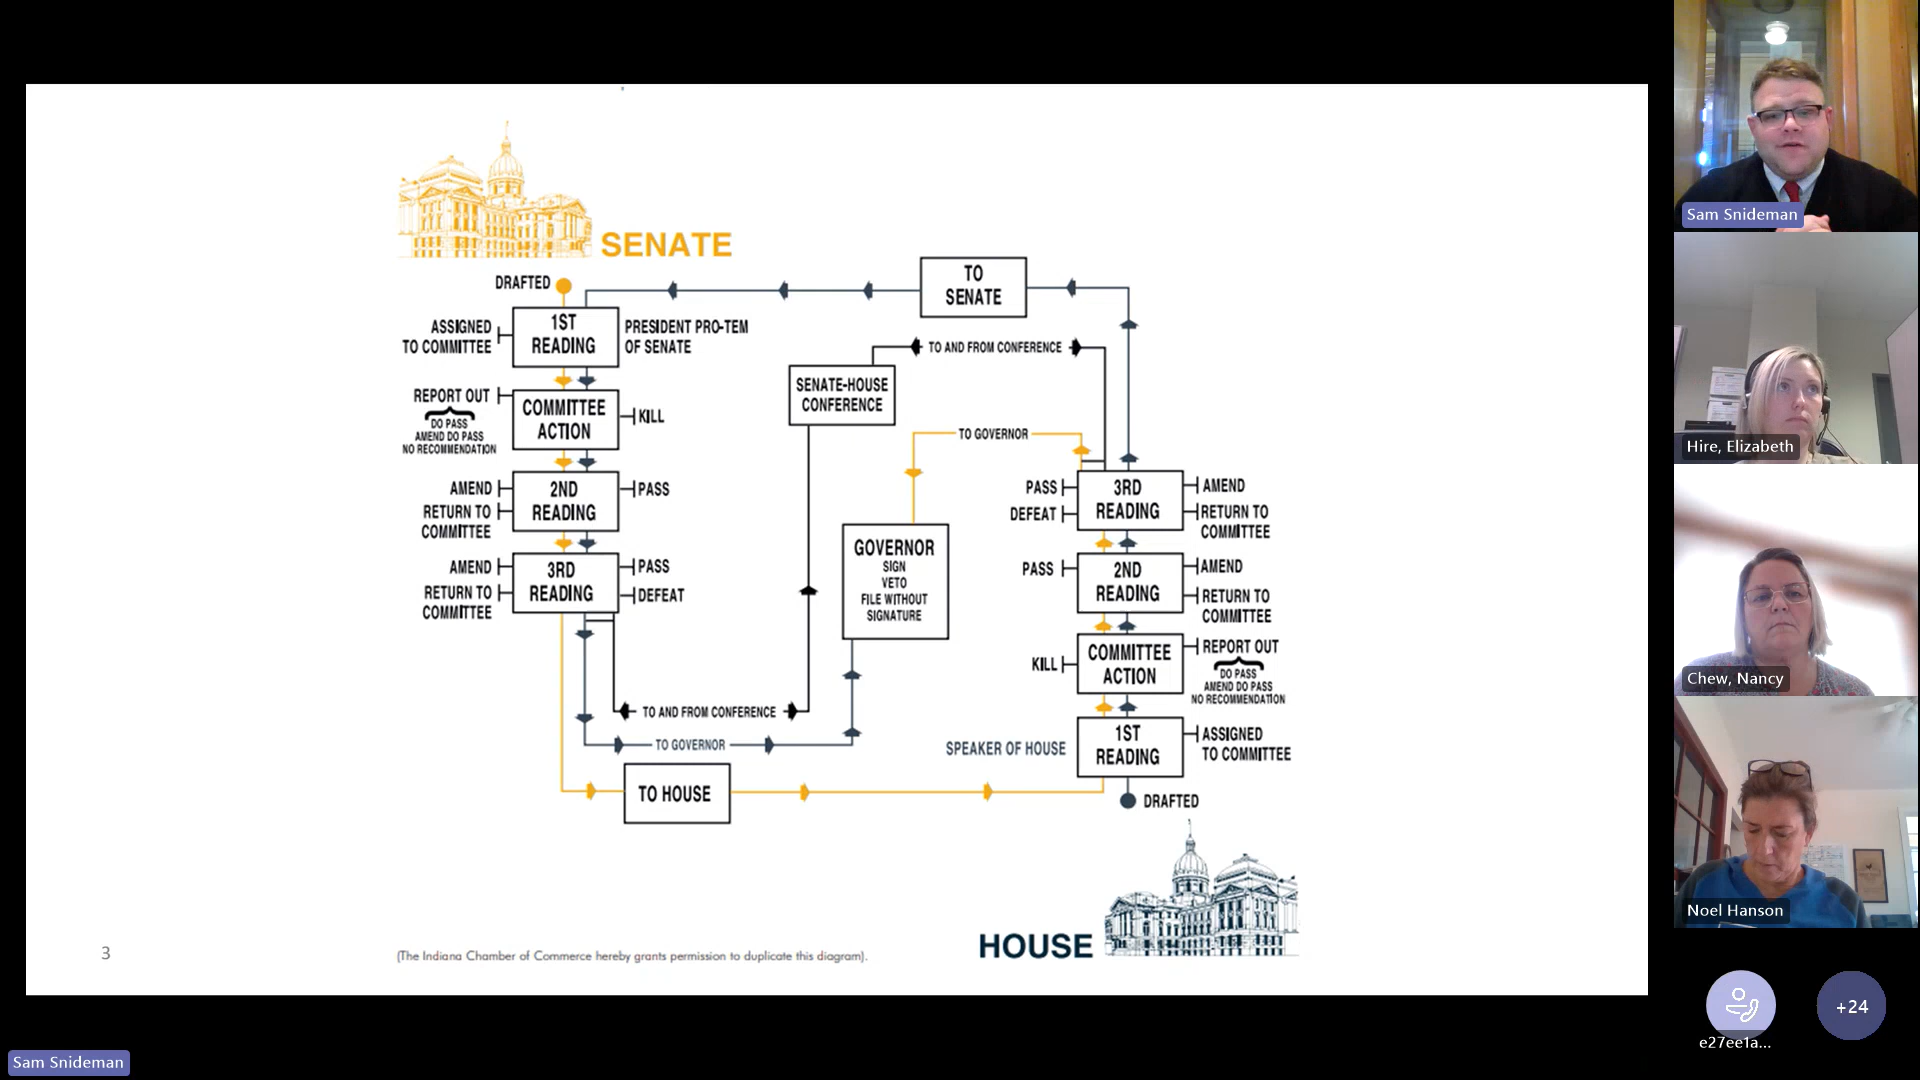 SENATE
DRAFTED
TO
SENATE
1ST
READING
ASSIGNED
TO COMMITTEE
PRESIDENT PRO-TEM
OF SENATE
TO AND FROM CONFERENCE
SENATE-HOUSE
CONFERENCE
REPORT OUT
DO PASS
AMEND DO PASS
NO RECOMMENDATION
COMMITTEE
ACTION
KILL
TO GOVERNOR
AMEND
RETURN TO
COMMITTEE
2ND
READING
PASS
PASS
DEFEAT
3RD
READING
AMEND
RETURN TO
COMMITTEE
GOVERNOR
SIGN
VETO
FILE WITHOUT
SIGNATURE
AMEND
RETURN TO
COMMITTEE
3RD
READING
PASS
DEFEAT
PASS
2ND
READING
AMEND
RETURN TO
COMMITTEE
KILL
COMMITTEE
ACTION
REPORT OUT
DO PASS
AMEND DO PASS
NO RECOMMENDATION
TO AND FROM CONFERENCE
TO GOVERNOR
SPEAKER OF HOUSE
1ST
READING
ASSIGNED
TO COMMITTEE
TO HOUSE
DRAFTED
HOUSE
3
(The Indiana Chamber of Commerce hereby grants permission to duplicate this diagram).
Sam Snideman
Hire, Elizabeth
Chew, Nancy
Noel Hanson
e27ee1a...
+24
Sam Snideman